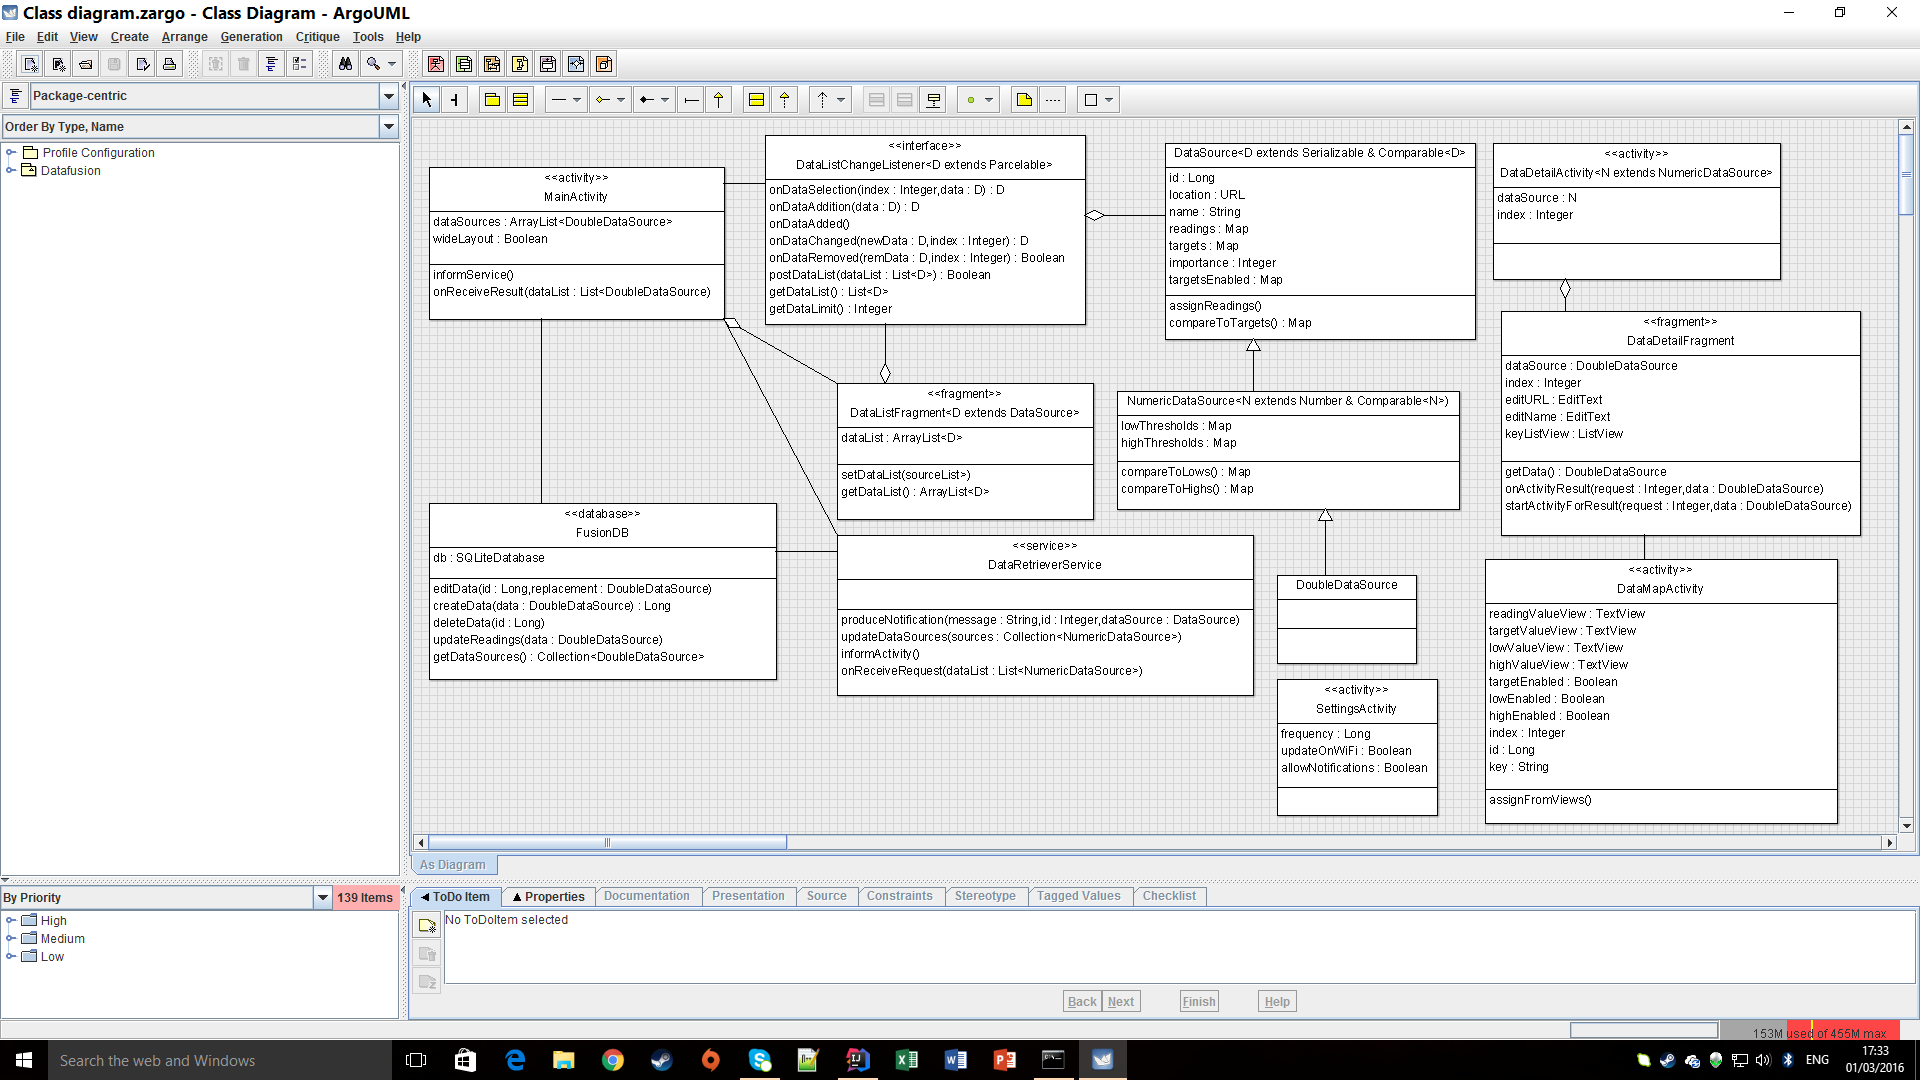 Class diagram.zargo - Class Diagram - ArgoUML
File Edit View Create Arrange Generation Critique Tools Help
Package-centric
Order By Type, Name
Profile Configuration
Datafusion
<<activity>>
MainActivity
dataSources : ArrayList<DoubleDataSource>
wideLayout : Boolean
informService()
onReceiveResult(dataList : List<DoubleDataSource)
<<interface>>
DataListChangeListener<D extends Parcelable>
onDataSelection(index : Integer,data : D) : D
onDataAddition(data : D) : D
onDataAdded()
onDataChanged(newData : D,index : Integer) : D
onDataRemoved(remData : D,index : Integer) : Boolean
postDataList(dataList : List<D>) : Boolean
getDataList() : List<D>
getDataLimit() : Integer
DataSource<D extends Serializable & Comparable<D>
id : Long
location : URL
name : String
readings : Map
targets : Map
importance : Integer
targetsEnabled : Map
assignReadings()
compareToTargets() : Map
<<activity>>
DataDetailActivity<N extends NumericDataSource>
dataSource : N
index : Integer
<<fragment>>
DataDetailFragment
dataSource : DoubleDataSource
index : Integer
editURL : EditText
editName : EditText
keyListView : ListView
getData() : DoubleDataSource
onActivityResult(request : Integer,data : DoubleDataSource)
startActivityForResult(request : Integer,data : DoubleDataSource)
<<fragment>>
DataListFragment<D extends DataSource>
dataList : ArrayList<D>
setDataList(sourceList>)
getDataList() : ArrayList<D>
NumericDataSource<N extends Number & Comparable<N>)
lowThresholds : Map
highThresholds : Map
compareToLows() : Map
compareToHighs() : Map
<<database>>
FusionDB
db : SQLiteDatabase
editData(id : Long,replacement : DoubleDataSource)
createData(data : DoubleDataSource) : Long
deleteData(id : Long)
updateReadings(data : DoubleDataSource)
getDataSources() : Collection<DoubleDataSource>
<<service>>
DataRetrieverService
produceNotification(message : String,id : Integer,dataSource : DataSource)
updateDataSources(sources : Collection<NumericDataSource>)
informActivity()
onReceiveRequest(dataList : List<NumericDataSource>)
DoubleDataSource
<<activity>>
SettingsActivity
frequency : Long
updateOnWiFi : Boolean
allowNotifications : Boolean
<<activity>>
DataMapActivity
readingValueView : TextView
targetValueView : TextView
lowValueView : TextView
highValueView : TextView
targetEnabled : Boolean
lowEnabled : Boolean
highEnabled : Boolean
index : Integer
id : Long
key : String
assignFromViews()
As Diagram
By Priority
139 Items
High
Medium
Low
ToDo Item Properties Documentation Presentation Source Constraints Stereotype Tagged Values Checklist
No ToDoItem selected
Back Next Finish Help
153M used of 455M max
Search the web and Windows
ENG
17:33
01/03/2016